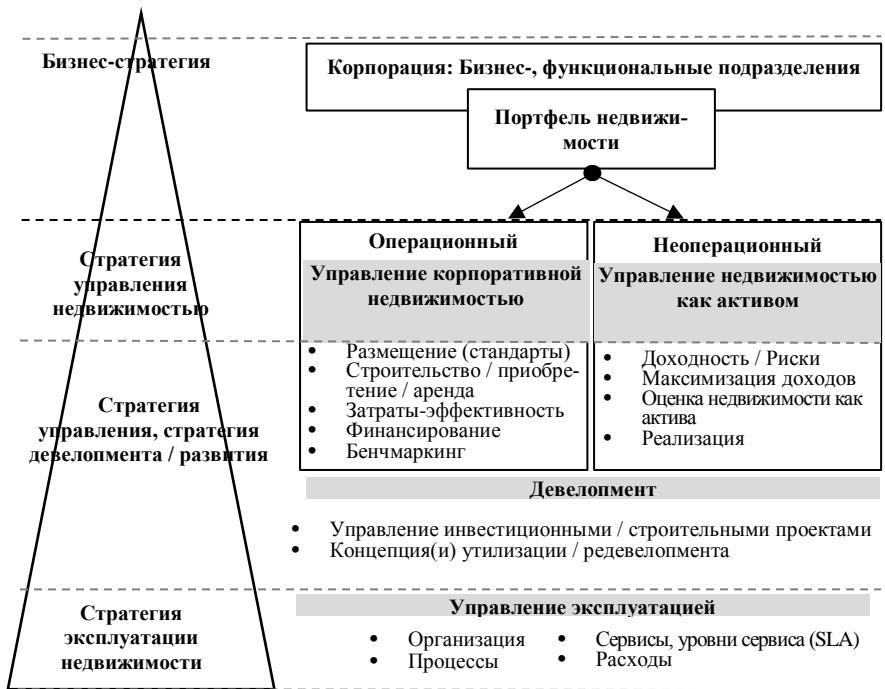 Бизнес-стратегия
Корпорация: Бизнес-, функциональные подразделения
Портфель недвижи-
мости
Стратегия
управления
недвижимостью
Операционный
Управление корпоративной
недвижимостью
Неоперационный
Управление недвижимостью
как активом
Стратегия
управления, стратегия
девелопмента / развития
• Размещение (стандарты)
• Строительство / приобре-
тение / аренда
• Затраты-эффективность
• Финансирование
• Бенчмаркинг
• Доходность / Риски
• Максимизация доходов
• Оценка недвижимости как
актива
• Реализация
Девелопмент
• Управление инвестиционными / строительными проектами
• Концепция(и) утилизации / редевелопмента
Стратегия
эксплуатации
недвижимости
Управление эксплуатацией
• Организация
• Процессы
• Сервисы, уровни сервиса (SLA)
• Расходы